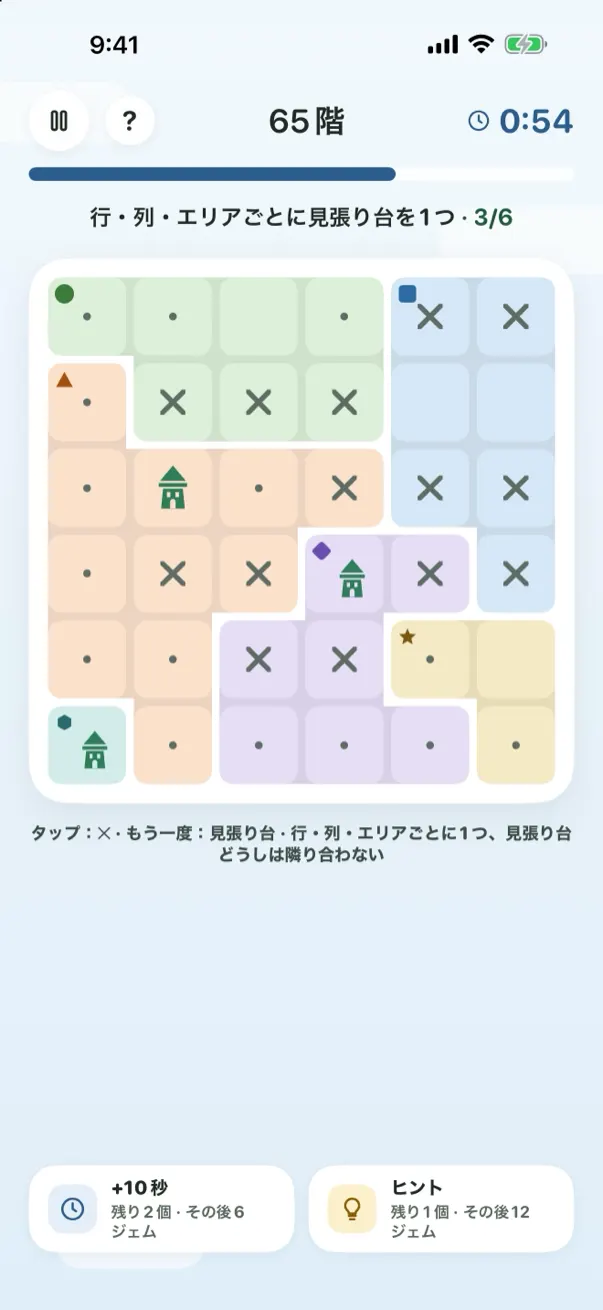 9:41
?
65階
0:54
行・列・エリアごとに見張り台を1つ · 3/6
タップ：× · もう一度：見張り台 · 行・列・エリアごとに1つ、見張り台
どうしは隣り合わない
+10秒
残り2個 · その後6
ジェム
ヒント
残り1個 · その後12
ジェム